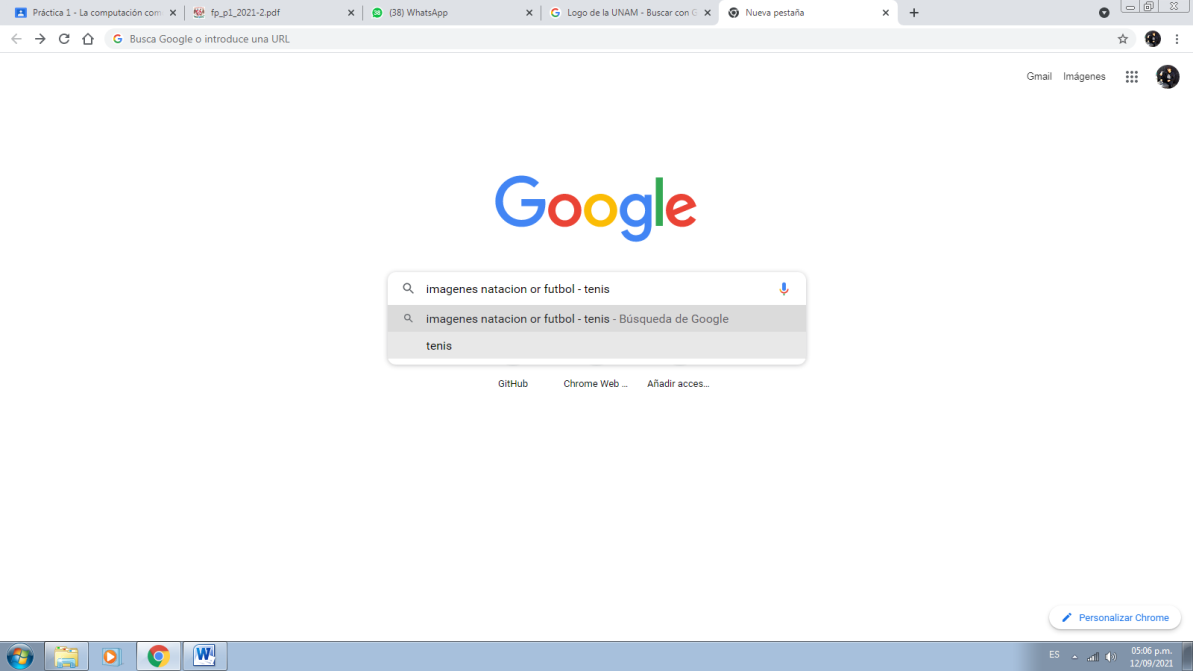 Práctica 1 - La computación com
fp_p1_2021-2.pdf
(38) WhatsApp
Logo de la UNAM - Buscar con G
Nueva pestaña
Busca Google o introduce una URL
Gmail Imágenes
Google
imagenes natacion or futbol - tenis
imagenes natacion or futbol - tenis - Búsqueda de Google
tenis
GitHub
Chrome Web ...
Añadir acces...
Personalizar Chrome
ES
05:06 p.m.
12/09/2021